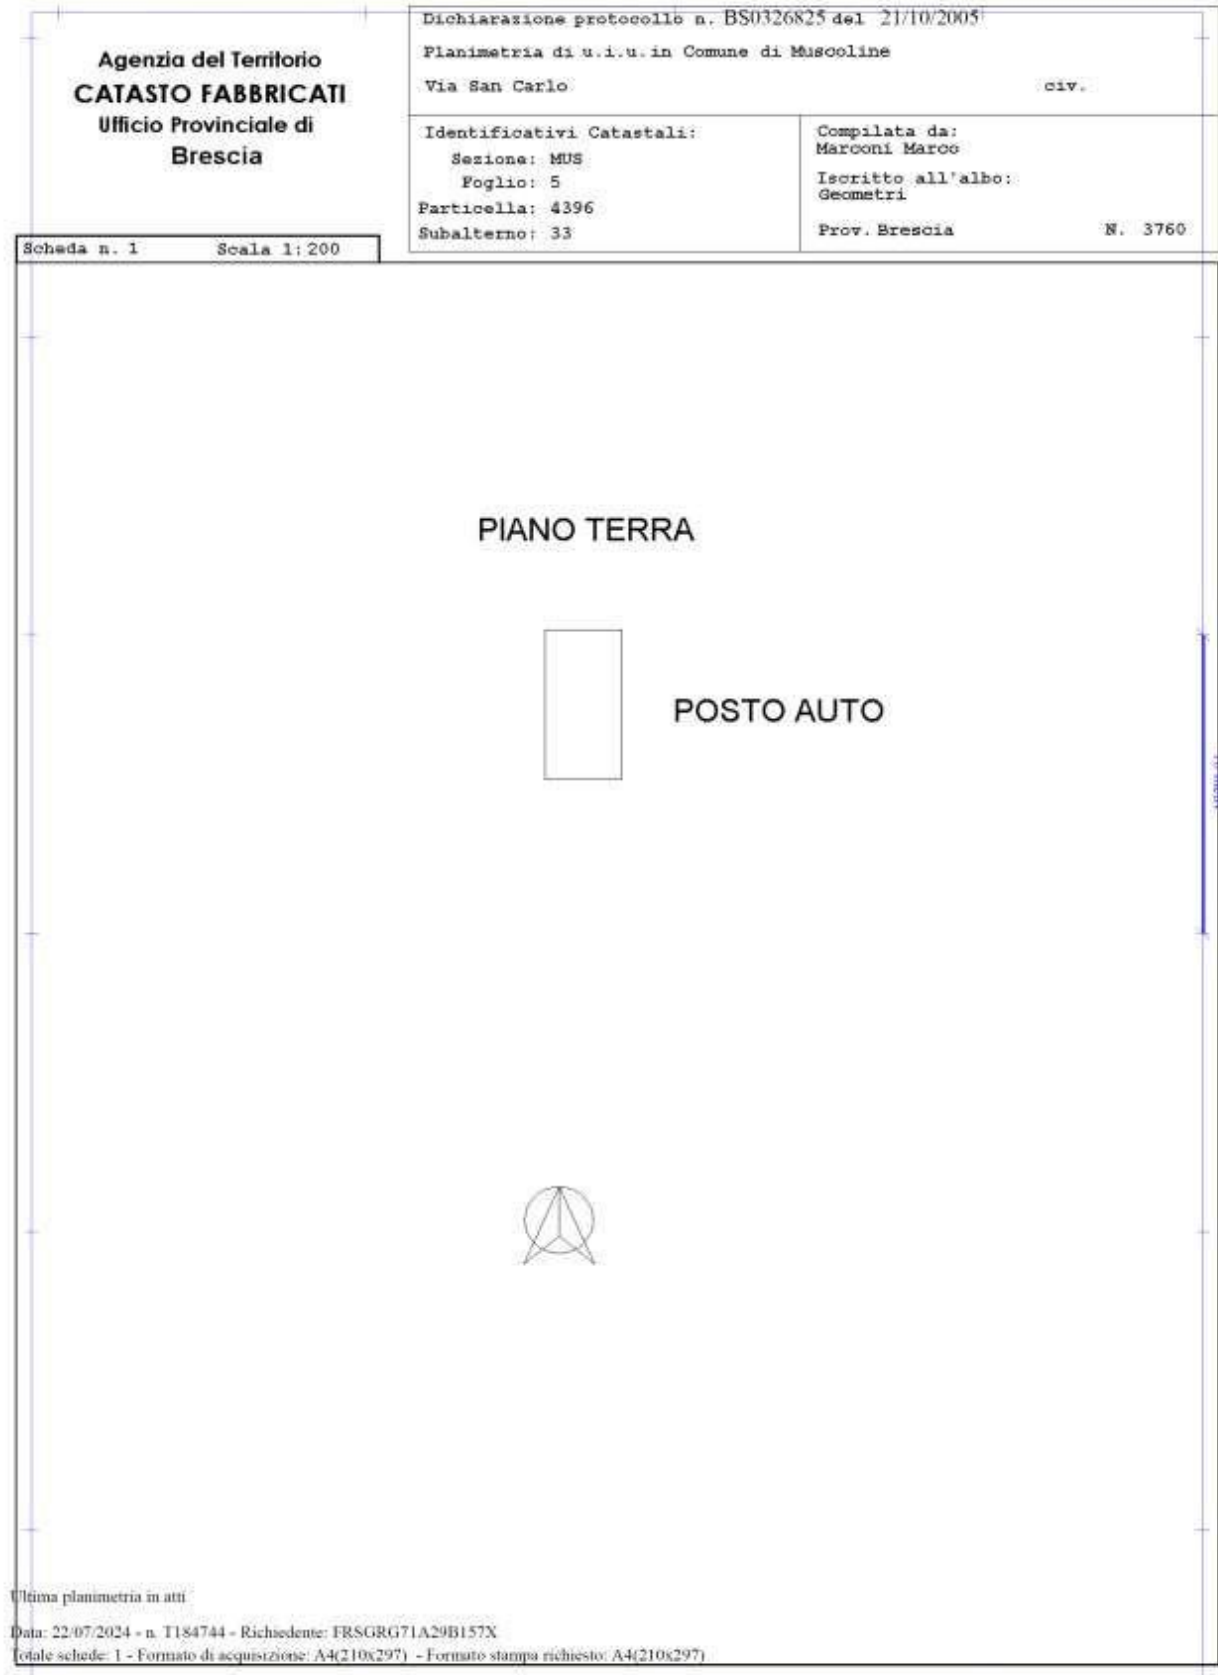 Agenzia del Territorio
CATASTO FABBRICATI
Ufficio Provinciale di
Brescia
Dichiarazione protocollo n. BS0326825 del 21/10/2005
Planimetria di u.i.u. in Comune di Muscoline
Via San Carlo civ.
Identificativi Catastali:
Sezione: MUS
Foglio: 5
Particella: 4396
Subalterno: 33
Compilata da:
Marconi Marco
Iscritto all'albo:
Geometri
Prov. Brescia N. 3760
Scheda n. 1 Scala 1:200
PIANO TERRA
POSTO AUTO
Ultima planimetria in atti
Data: 22/07/2024 - n. T184744 - Richiedente: FRSGRG71A29B157X
Totale schede: 1 - Formato di acquisizione: A4(210x297) - Formato stampa richiesto: A4(210x297)